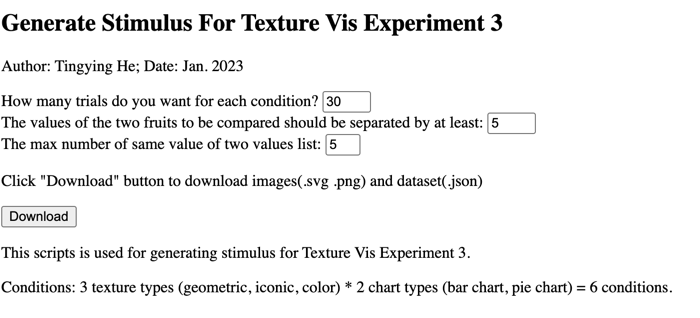 Generate Stimulus For Texture Vis Experiment 3
Author: Tingying He; Date: Jan. 2023
How many trials do you want for each condition? 30
The values of the two fruits to be compared should be separated by at least: 5
The max number of same value of two values list: 5
Click "Download" button to download images(.svg .png) and dataset(.json)
Download
This scripts is used for generating stimulus for Texture Vis Experiment 3.
Conditions: 3 texture types (geometric, iconic, color) * 2 chart types (bar chart, pie chart) = 6 conditions.